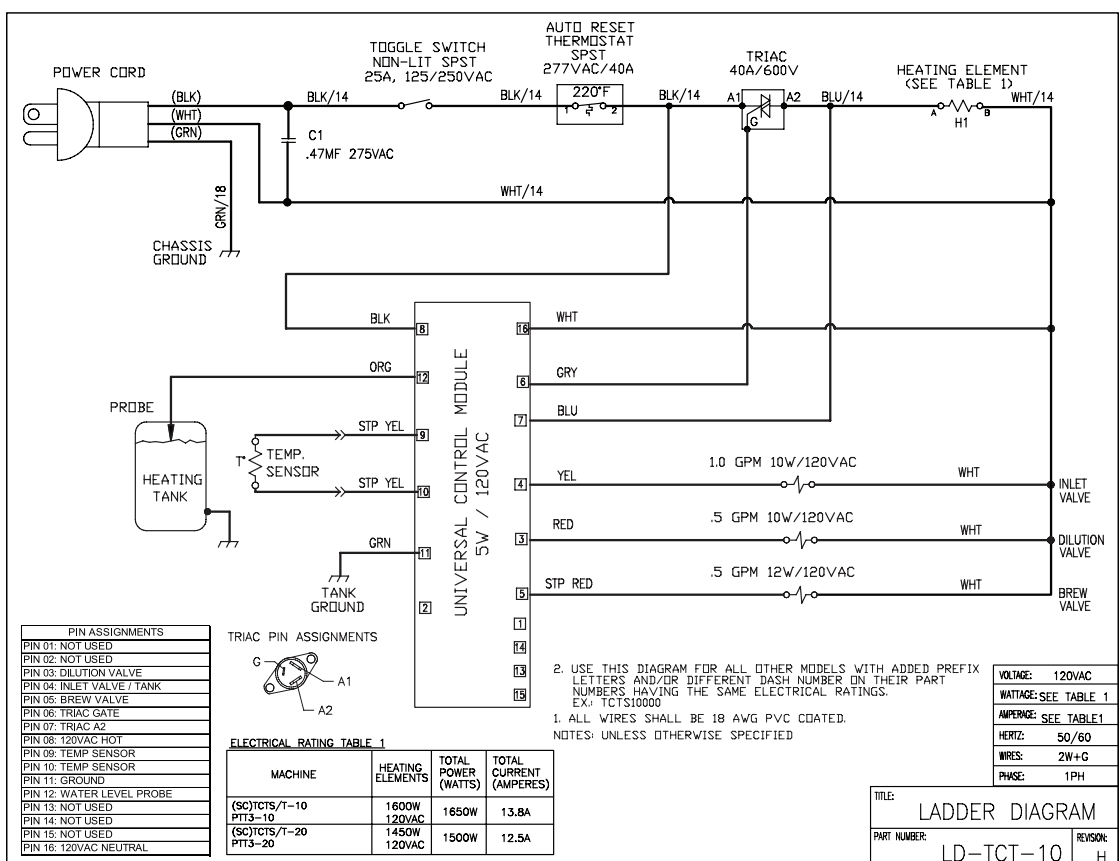 POWER CORD
(BLK)
(WHT)
(GRN)
BLK/14
TOGGLE SWITCH
NON-LIT SPST
25A, 125/250VAC
BLK/14
AUTO RESET
THERMOSTAT
SPST
277VAC/40A
220°F
1 2
BLK/14
TRIAC
40A/600V
A1 A2
G
BLU/14
HEATING ELEMENT
(SEE TABLE 1)
A B
H1
WHT/14
C1
.47MF 275VAC
WHT/14
GRN/18
CHASSIS
GROUND
BLK
8
16
WHT
ORG
12
6
GRY
7
BLU
PROBE
HEATING
TANK
STP YEL
9
T°
TEMP.
SENSOR
STP YEL
10
GRN
11
TANK
GROUND
2
UNIVERSAL CONTROL MODULE
5W / 120VAC
4
YEL
1.0 GPM 10W/120VAC
WHT
INLET
VALVE
3
RED
.5 GPM 10W/120VAC
WHT
DILUTION
VALVE
5
STP RED
.5 GPM 12W/120VAC
WHT
BREW
VALVE
1
14
13
15
PIN ASSIGNMENTS
PIN 01: NOT USED
PIN 02: NOT USED
PIN 03: DILUTION VALVE
PIN 04: INLET VALVE / TANK
PIN 05: BREW VALVE
PIN 06: TRIAC GATE
PIN 07: TRIAC A2
PIN 08: 120VAC HOT
PIN 09: TEMP SENSOR
PIN 10: TEMP SENSOR
PIN 11: GROUND
PIN 12: WATER LEVEL PROBE
PIN 13: NOT USED
PIN 14: NOT USED
PIN 15: NOT USED
PIN 16: 120VAC NEUTRAL
TRIAC PIN ASSIGNMENTS
G
A1
A2
ELECTRICAL RATING TABLE 1
MACHINE
HEATING
ELEMENTS
TOTAL
POWER
(WATTS)
TOTAL
CURRENT
(AMPERES)
(SC)TCTS/T-10
PTT3-10
1600W
120VAC
1650W
13.8A
(SC)TCTS/T-20
PTT3-20
1450W
120VAC
1500W
12.5A
2. USE THIS DIAGRAM FOR ALL OTHER MODELS WITH ADDED PREFIX
LETTERS AND/OR DIFFERENT DASH NUMBER ON THEIR PART
NUMBERS HAVING THE SAME ELECTRICAL RATINGS.
EX.: TCTS10000
1. ALL WIRES SHALL BE 18 AWG PVC COATED.
NOTES: UNLESS OTHERWISE SPECIFIED
VOLTAGE: 120VAC
WATTAGE: SEE TABLE 1
AMPERAGE: SEE TABLE1
HERTZ: 50/60
WIRES: 2W+G
PHASE: 1PH
TITLE:
LADDER DIAGRAM
PART NUMBER:
LD-TCT-10
REVISION:
H